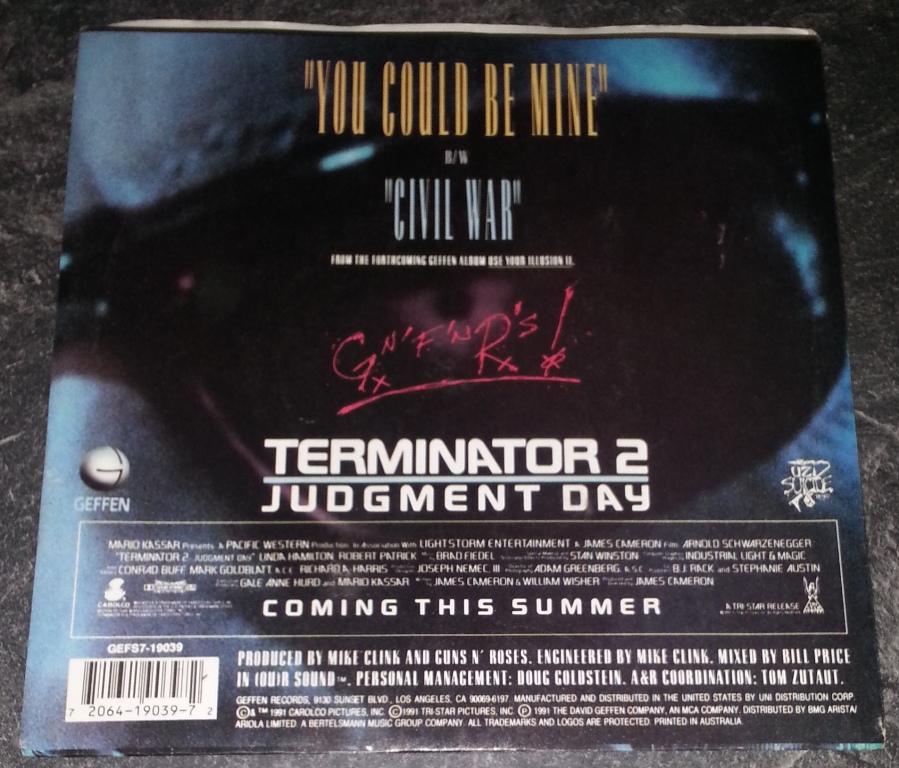 "YOU COULD BE MINE"
B/W
"CIVIL WAR"
FROM THE FORTHCOMING GEFFEN ALBUM USE YOUR ILLUSION II.
G N' F' N R'S!
TERMINATOR 2
JUDGMENT DAY
GEFFEN
UZI
SUICIDE
MARIO KASSAR Presents A PACIFIC WESTERN Production In Association With LIGHTSTORM ENTERTAINMENT A JAMES CAMERON Film ARNOLD SCHWARZENEGGER
"TERMINATOR 2 JUDGMENT DAY" LINDA HAMILTON ROBERT PATRICK BRAD FIEDEL STAN WINSTON INDUSTRIAL LIGHT & MAGIC
CONRAD BUFF MARK GOLDBLATT A.C.E. RICHARD A. HARRIS JOSEPH NEMEC III ADAM GREENBERG, A.S.C. B.J. RACK and STEPHANIE AUSTIN
GALE ANNE HURD and MARIO KASSAR JAMES CAMERON & WILLIAM WISHER JAMES CAMERON
CAROLCO
COMING THIS SUMMER
A TRI-STAR RELEASE
GEFS7-19039
7 2064-19039-7 2
PRODUCED BY MIKE CLINK AND GUNS N' ROSES. ENGINEERED BY MIKE CLINK. MIXED BY BILL PRICE
IN (OU)R SOUND™. PERSONAL MANAGEMENT: DOUG GOLDSTEIN. A&R COORDINATION: TOM ZUTAUT.
GEFFEN RECORDS, 9130 SUNSET BLVD., LOS ANGELES, CA 90069-6197. MANUFACTURED AND DISTRIBUTED IN THE UNITED STATES BY UNI DISTRIBUTION CORP.
©& ™ 1991 CAROLCO PICTURES, INC. © 1991 TRI-STAR PICTURES, INC. ℗ 1991 THE DAVID GEFFEN COMPANY, AN MCA COMPANY. DISTRIBUTED BY BMG ARISTA/
ARIOLA LIMITED. A BERTELSMANN MUSIC GROUP COMPANY. ALL TRADEMARKS AND LOGOS ARE PROTECTED. PRINTED IN AUSTRALIA.